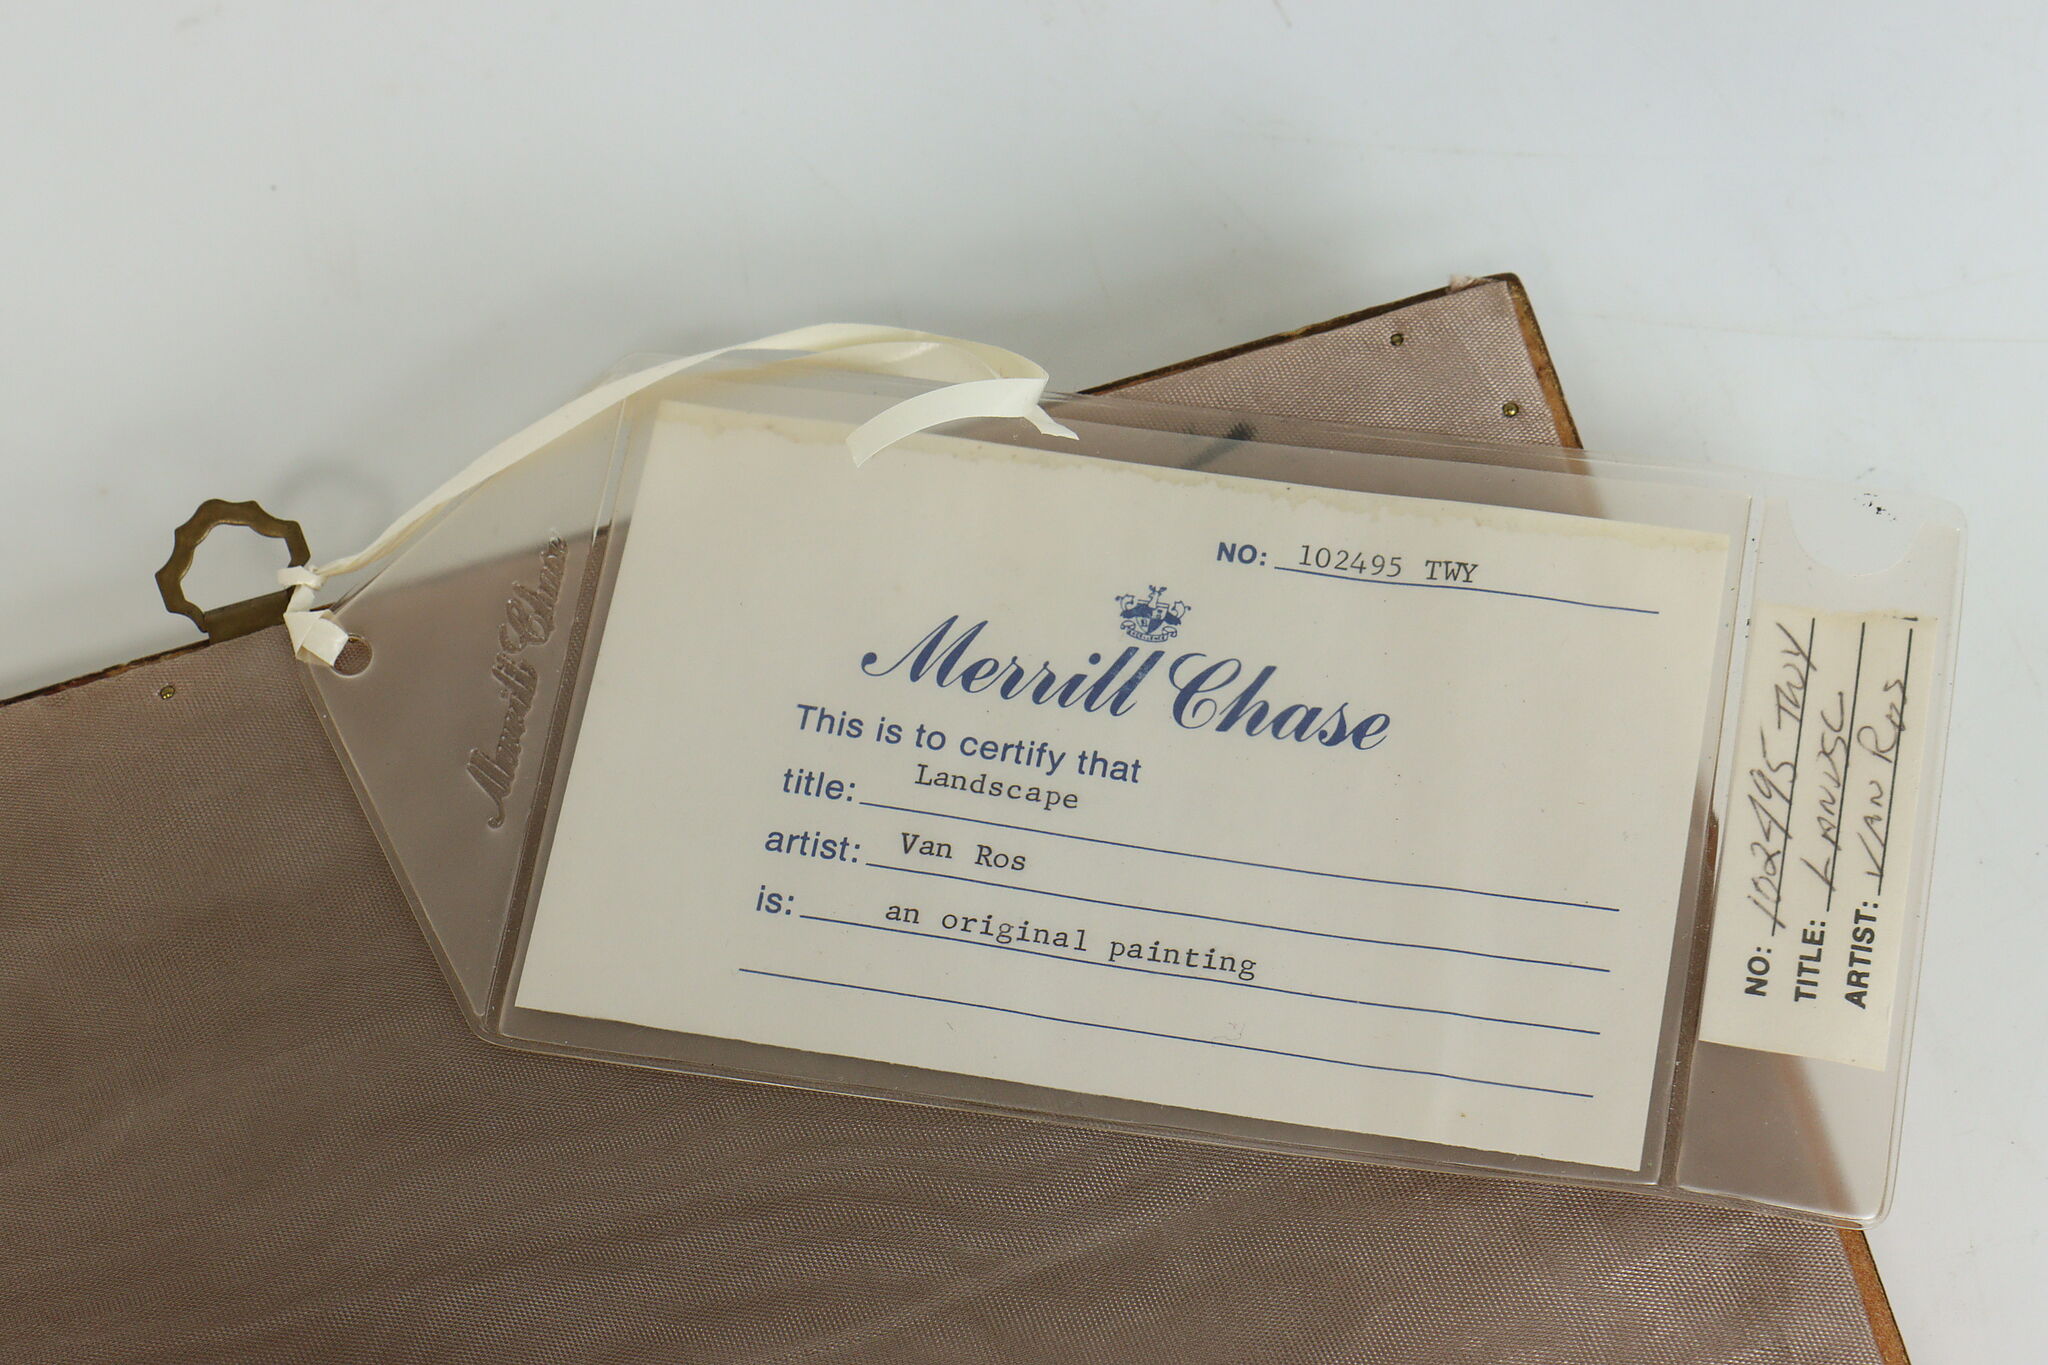 NO: 102495 TWY
Merrill Chase
This is to certify that
title: Landscape
artist: Van Ros
is: an original painting
Merrill Chase
NO: 102495 TWY
TITLE: LANDSC
ARTIST: VAN ROS